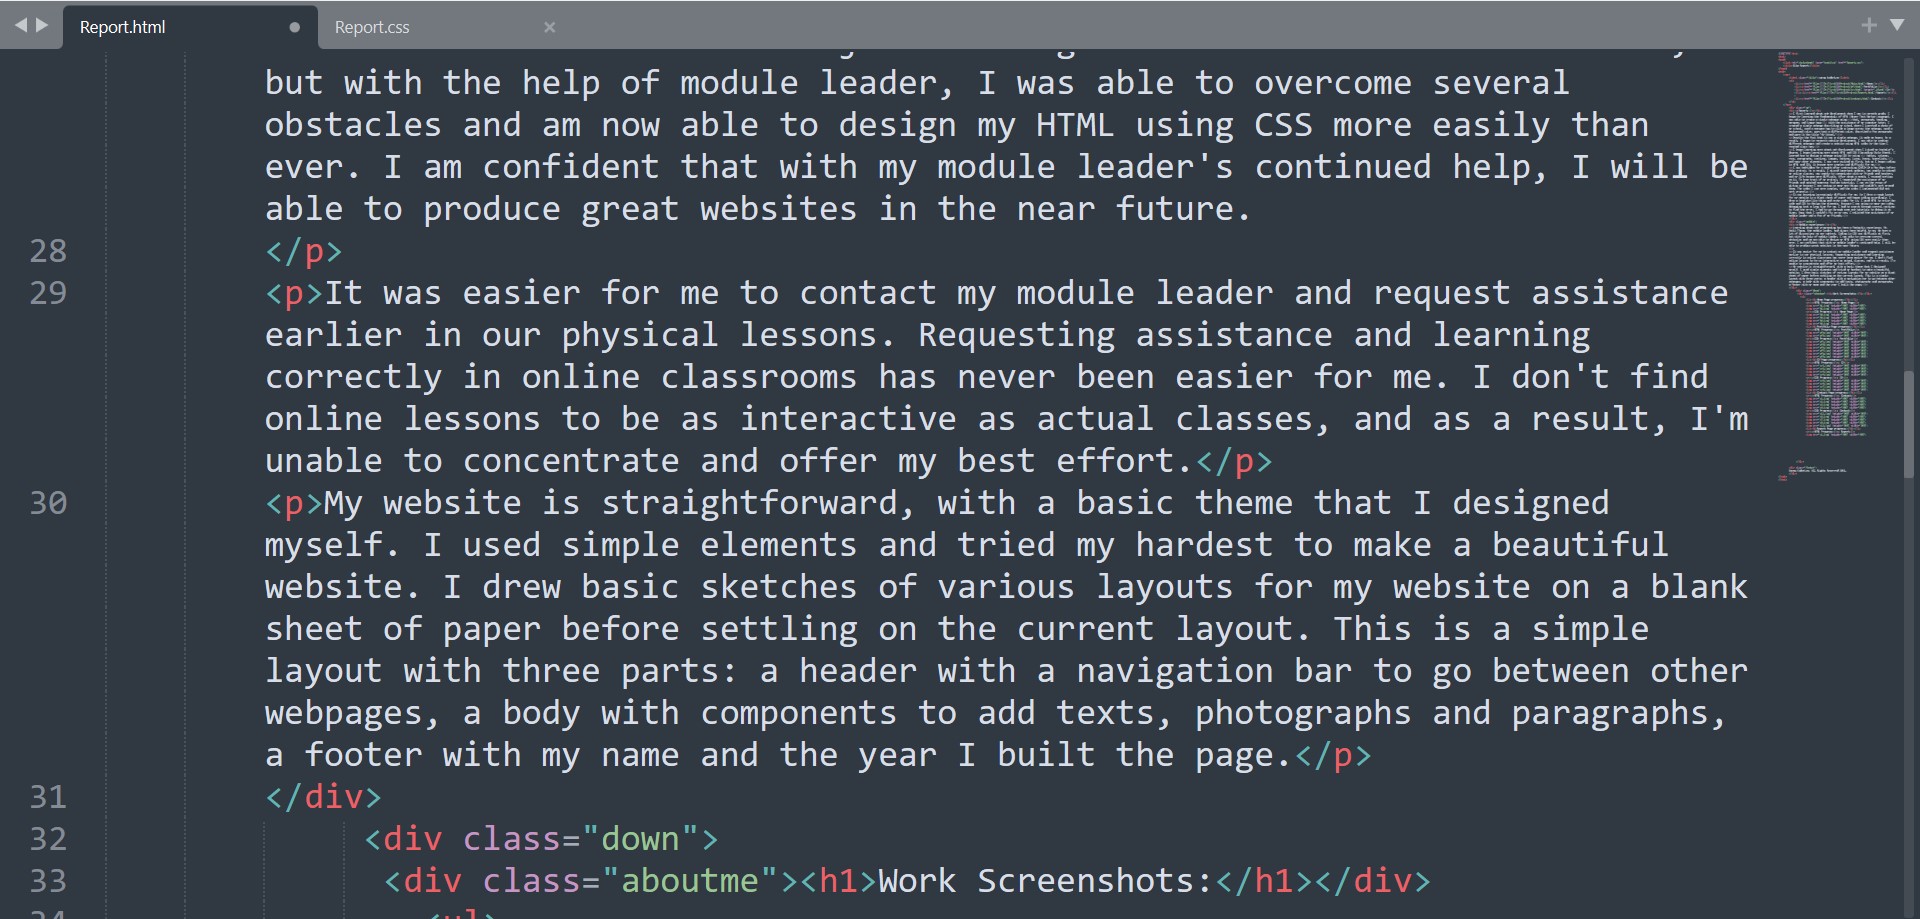 Report.html
Report.css
but with the help of module leader, I was able to overcome several
obstacles and am now able to design my HTML using CSS more easily than
ever. I am confident that with my module leader's continued help, I will be
able to produce great websites in the near future.
28 </p>
29 <p>It was easier for me to contact my module leader and request assistance
earlier in our physical lessons. Requesting assistance and learning
correctly in online classrooms has never been easier for me. I don't find
online lessons to be as interactive as actual classes, and as a result, I'm
unable to concentrate and offer my best effort.</p>
30 <p>My website is straightforward, with a basic theme that I designed
myself. I used simple elements and tried my hardest to make a beautiful
website. I drew basic sketches of various layouts for my website on a blank
sheet of paper before settling on the current layout. This is a simple
layout with three parts: a header with a navigation bar to go between other
webpages, a body with components to add texts, photographs and paragraphs,
a footer with my name and the year I built the page.</p>
31 </div>
32 <div class="down">
33 <div class="aboutme"><h1>Work Screenshots:</h1></div>
34 <ul>